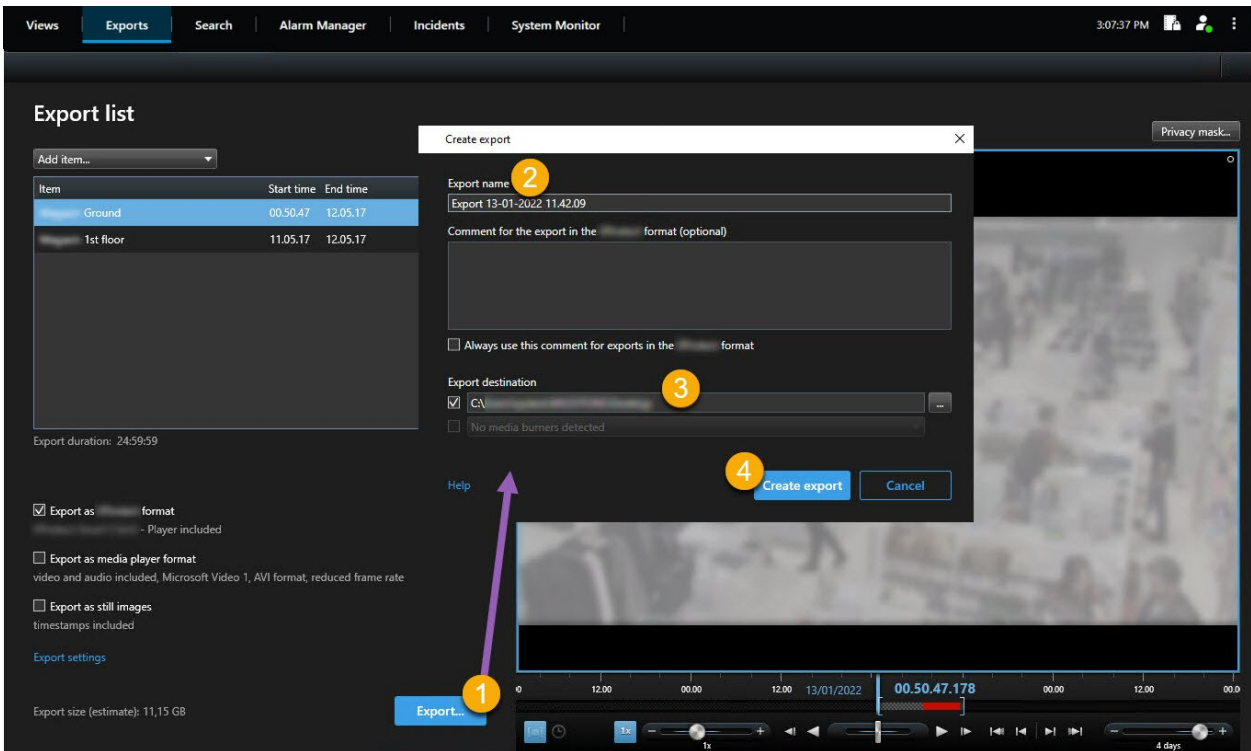 Views Exports Search Alarm Manager Incidents System Monitor 3:07:37 PM
Export list
Privacy mask...
Add item...
Item Start time End time
Ground 00.50.47 12.05.17
1st floor 11.05.17 12.05.17
Export duration: 24:59:59
Export as format
- Player included
Export as media player format
video and audio included, Microsoft Video 1, AVI format, reduced frame rate
Export as still images
timestamps included
Export settings
Export size (estimate): 11,15 GB
Export...
1
Create export
Export name
2
Export 13-01-2022 11.42.09
Comment for the export in the format (optional)
Always use this comment for exports in the format
Export destination
3
C:\
...
No media burners detected
Help
4
Create export Cancel
12.00 00.00 12.00 13/01/2022 00.50.47.178 00.00 12.00 00.0
1x
1x
4 days